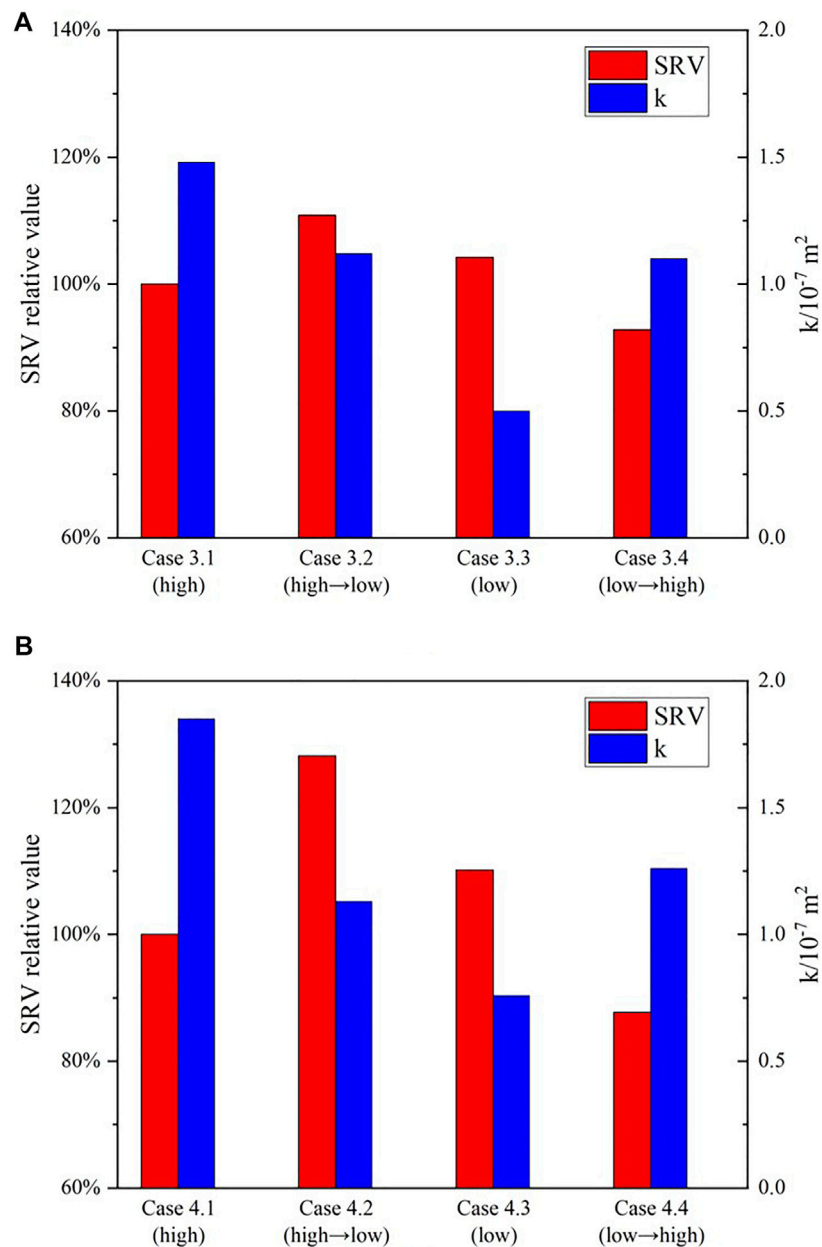 A
140%
120%
100%
80%
60%
SRV relative value
SRV
k
2.0
1.5
1.0
0.5
0.0
k/10⁻⁷ m²
Case 3.1 Case 3.2 Case 3.3 Case 3.4
(high) (high→low) (low) (low→high)
B
140%
120%
100%
80%
60%
SRV relative value
SRV
k
2.0
1.5
1.0
0.5
0.0
k/10⁻⁷ m²
Case 4.1 Case 4.2 Case 4.3 Case 4.4
(high) (high→low) (low) (low→high)